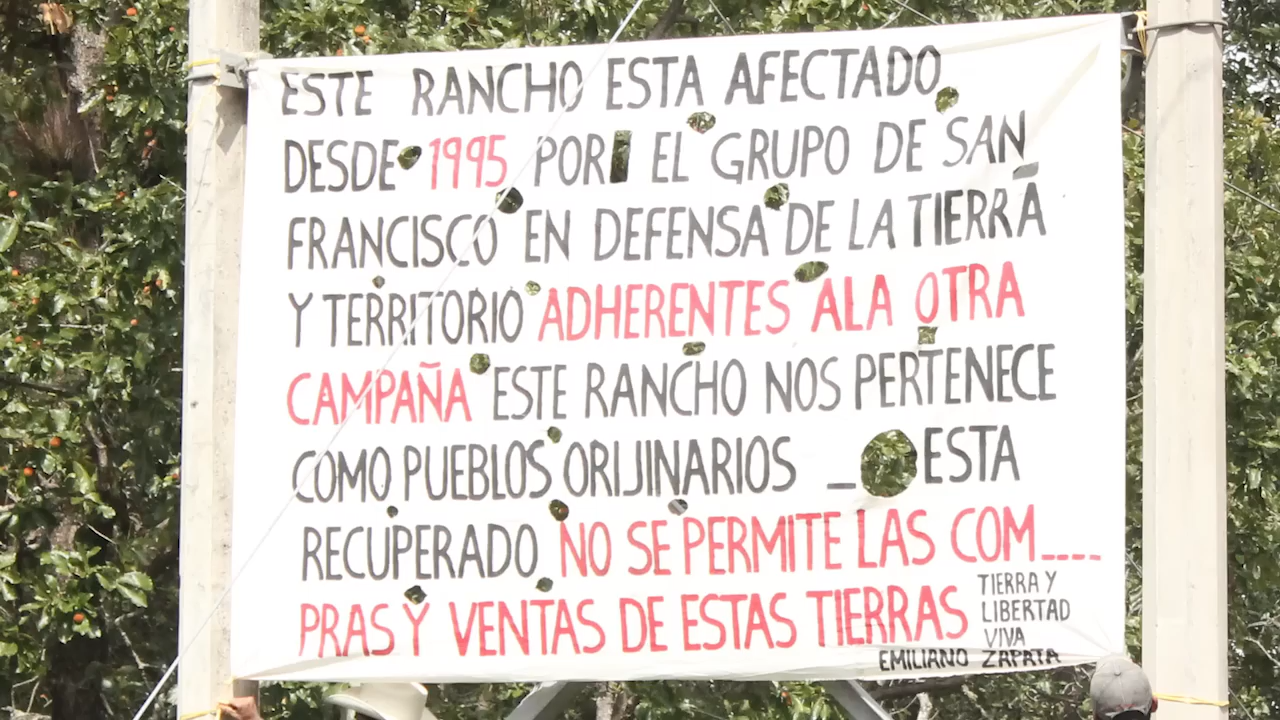 ESTE RANCHO ESTA AFECTADO
DESDE 1995 POR EL GRUPO DE SAN_
FRANCISCO EN DEFENSA DE LA TIERRA
Y TERRITORIO ADHERENTES ALA OTRA
CAMPAÑA ESTE RANCHO NOS PERTENECE
COMO PUEBLOS ORIJINARIOS _ ESTA
RECUPERADO NO SE PERMITE LAS COM----
PRAS Y VENTAS DE ESTAS TIERRAS
TIERRA Y
LIBERTAD
VIVA
EMILIANO ZAPATA